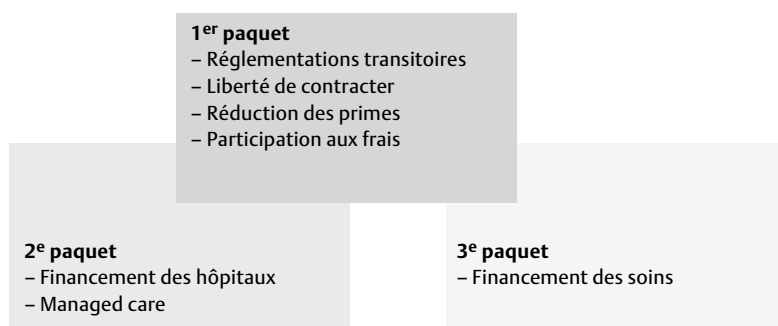 1er paquet
– Réglementations transitoires
– Liberté de contracter
– Réduction des primes
– Participation aux frais
2e paquet
– Financement des hôpitaux
– Managed care
3e paquet
– Financement des soins